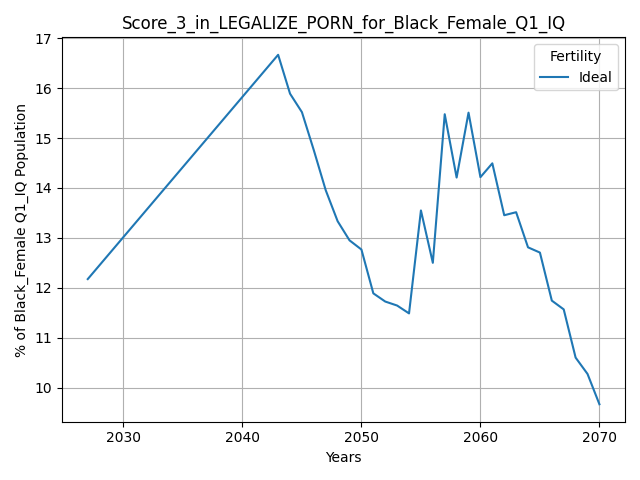 Score_3_in_LEGALIZE_PORN_for_Black_Female_Q1_IQ
17
16
15
14
13
12
11
10
% of Black_Female Q1_IQ Population
Fertility
Ideal
2030
2040
2050
2060
2070
Years